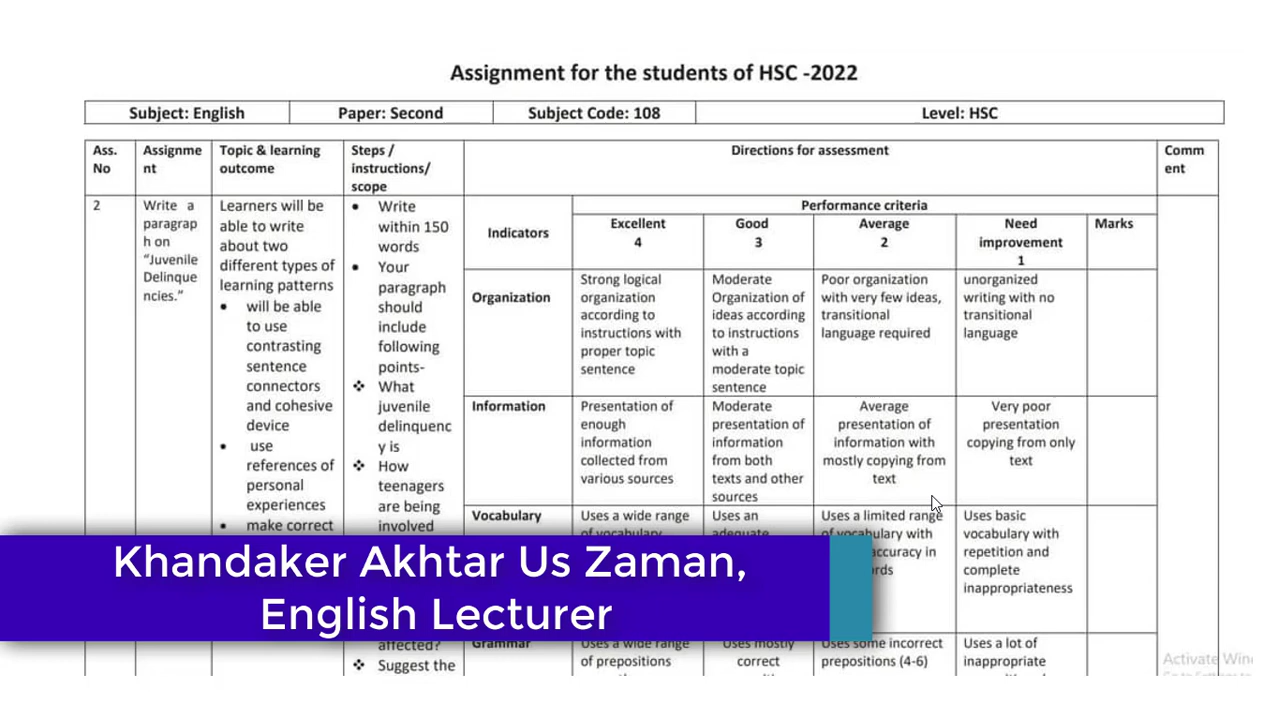 Assignment for the students of HSC -2022
Subject: English
Paper: Second
Subject Code: 108
Level: HSC
Ass.
No
Assignme
nt
Topic & learning
outcome
Steps /
instructions/
scope
Directions for assessment
Comm
ent
2
Write a
paragrap
h on
“Juvenile
Delinque
ncies.”
Learners will be
able to write
about two
different types of
learning patterns
• will be able
to use
contrasting
sentence
connectors
and cohesive
device
• use
references of
personal
experiences
• make correct
• Write
within 150
words
• Your
paragraph
should
include
following
points-
❖ What
juvenile
delinquenc
y is
❖ How
teenagers
are being
involved
affected?
❖ Suggest the
Indicators
Performance criteria
Excellent
4
Good
3
Average
2
Need
improvement
1
Marks
Organization
Strong logical
organization
according to
instructions with
proper topic
sentence
Moderate
Organization of
ideas according
to instructions
with a
moderate topic
sentence
Poor organization
with very few ideas,
transitional
language required
unorganized
writing with no
transitional
language
Information
Presentation of
enough
information
collected from
various sources
Moderate
presentation of
information
from both
texts and other
sources
Average
presentation of
information with
mostly copying from
text
Very poor
presentation
copying from only
text
Vocabulary
Uses a wide range
of vocabulary
Uses an
adequate
Uses a limited range
of vocabulary with
accuracy in
Uses basic
vocabulary with
repetition and
complete
inappropriateness
Grammar
Uses a wide range
of prepositions
Uses mostly
correct
Uses some incorrect
prepositions (4-6)
Uses a lot of
inappropriate
Khandaker Akhtar Us Zaman,
English Lecturer
Activate Win